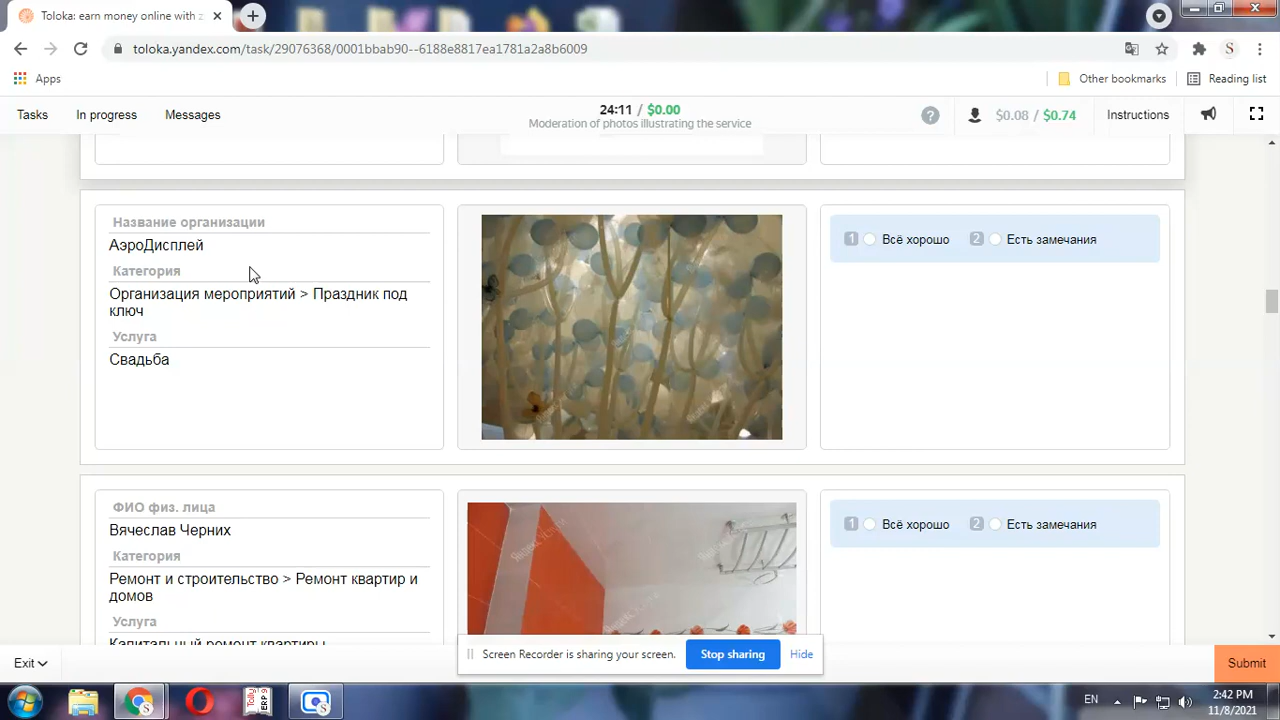 Toloka: earn money online with
toloka.yandex.com/task/29076368/0001bbab90--6188e8817ea1781a2a8b6009
S
Apps
Other bookmarks
Reading list
Tasks
In progress
Messages
24:11 / $0.00
Moderation of photos illustrating the service
?
$0.08 / $0.74
Instructions
Название организации
АэроДисплей
Категория
Организация мероприятий > Праздник под
ключ
Услуга
Свадьба
1 Всё хорошо
2 Есть замечания
ФИО физ. лица
Вячеслав Черних
Категория
Ремонт и строительство > Ремонт квартир и
домов
Услуга
Капитальный ремонт квартиры
1 Всё хорошо
2 Есть замечания
Screen Recorder is sharing your screen.
Stop sharing
Hide
Exit
Submit
EN
2:42 PM
11/8/2021